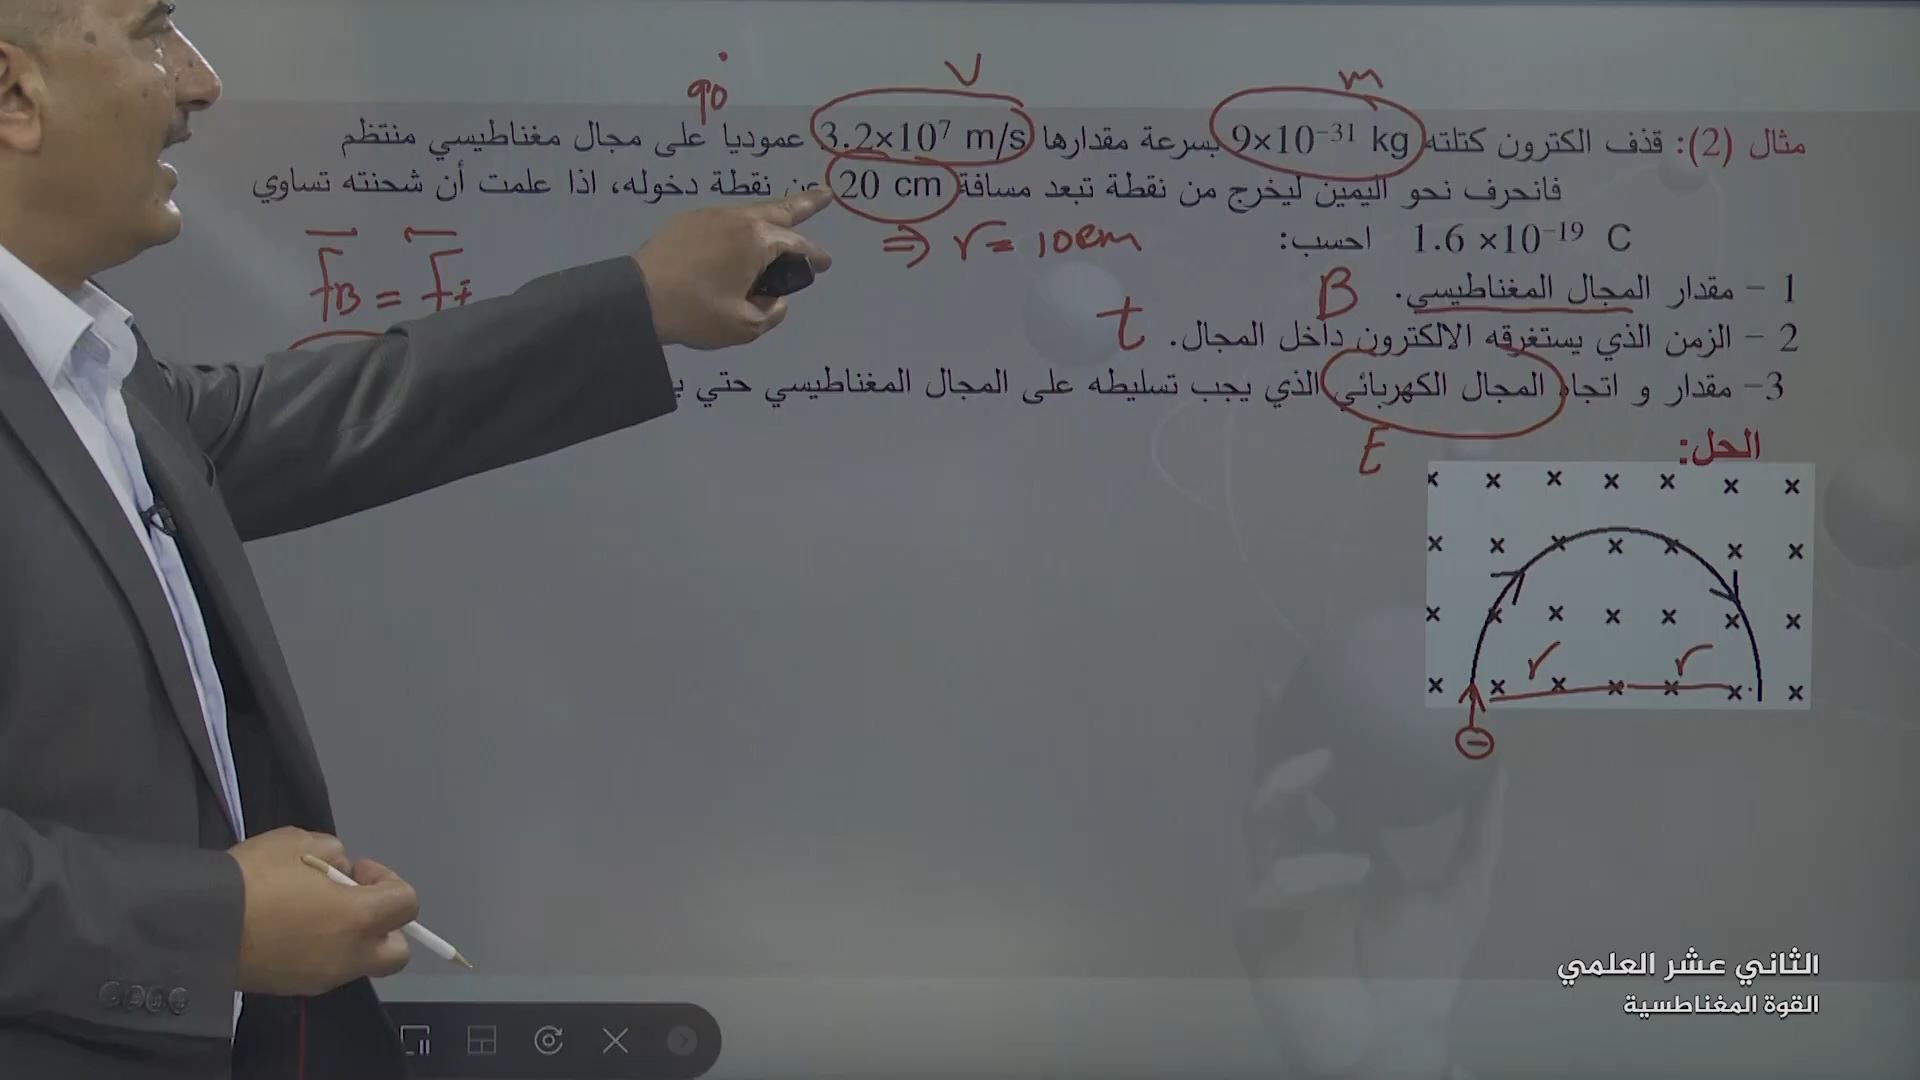 90° V m
مثال (2): قذف الكترون كتلته 9×10⁻³¹ kg بسرعة مقدارها 3.2×10⁷ m/s عموديا على مجال مغناطيسي منتظم
فانحرف نحو اليمين ليخرج من نقطة تبعد مسافة 20 cm عن نقطة دخوله، اذا علمت أن شحنته تساوي
1.6 ×10⁻¹⁹ C احسب:
⇒ r = 10cm
1 – مقدار المجال المغناطيسي. B
2 – الزمن الذي يستغرقه الالكترون داخل المجال. t
3– مقدار و اتجاه المجال الكهربائي الذي يجب تسليطه على المجال المغناطيسي حتي
E
الحل:
r r
الثاني عشر العلمي
القوة المغناطسية